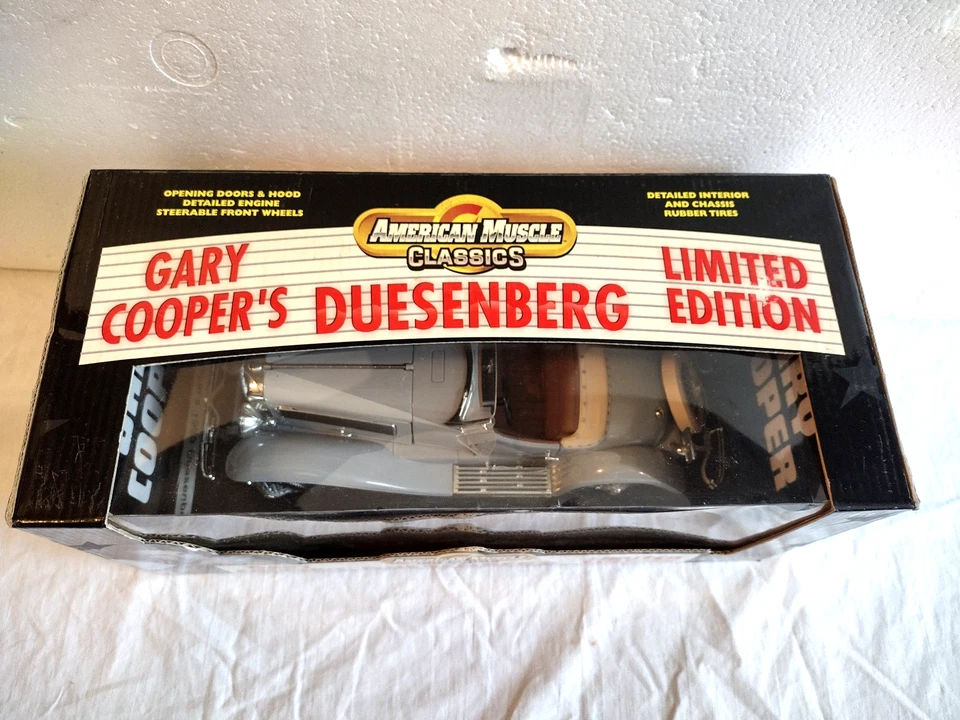 OPENING DOORS & HOOD
DETAILED ENGINE
STEERABLE FRONT WHEELS
DETAILED INTERIOR
AND CHASSIS
RUBBER TIRES
AMERICAN MUSCLE
CLASSICS
GARY
COOPER'S
DUESENBERG
LIMITED
EDITION